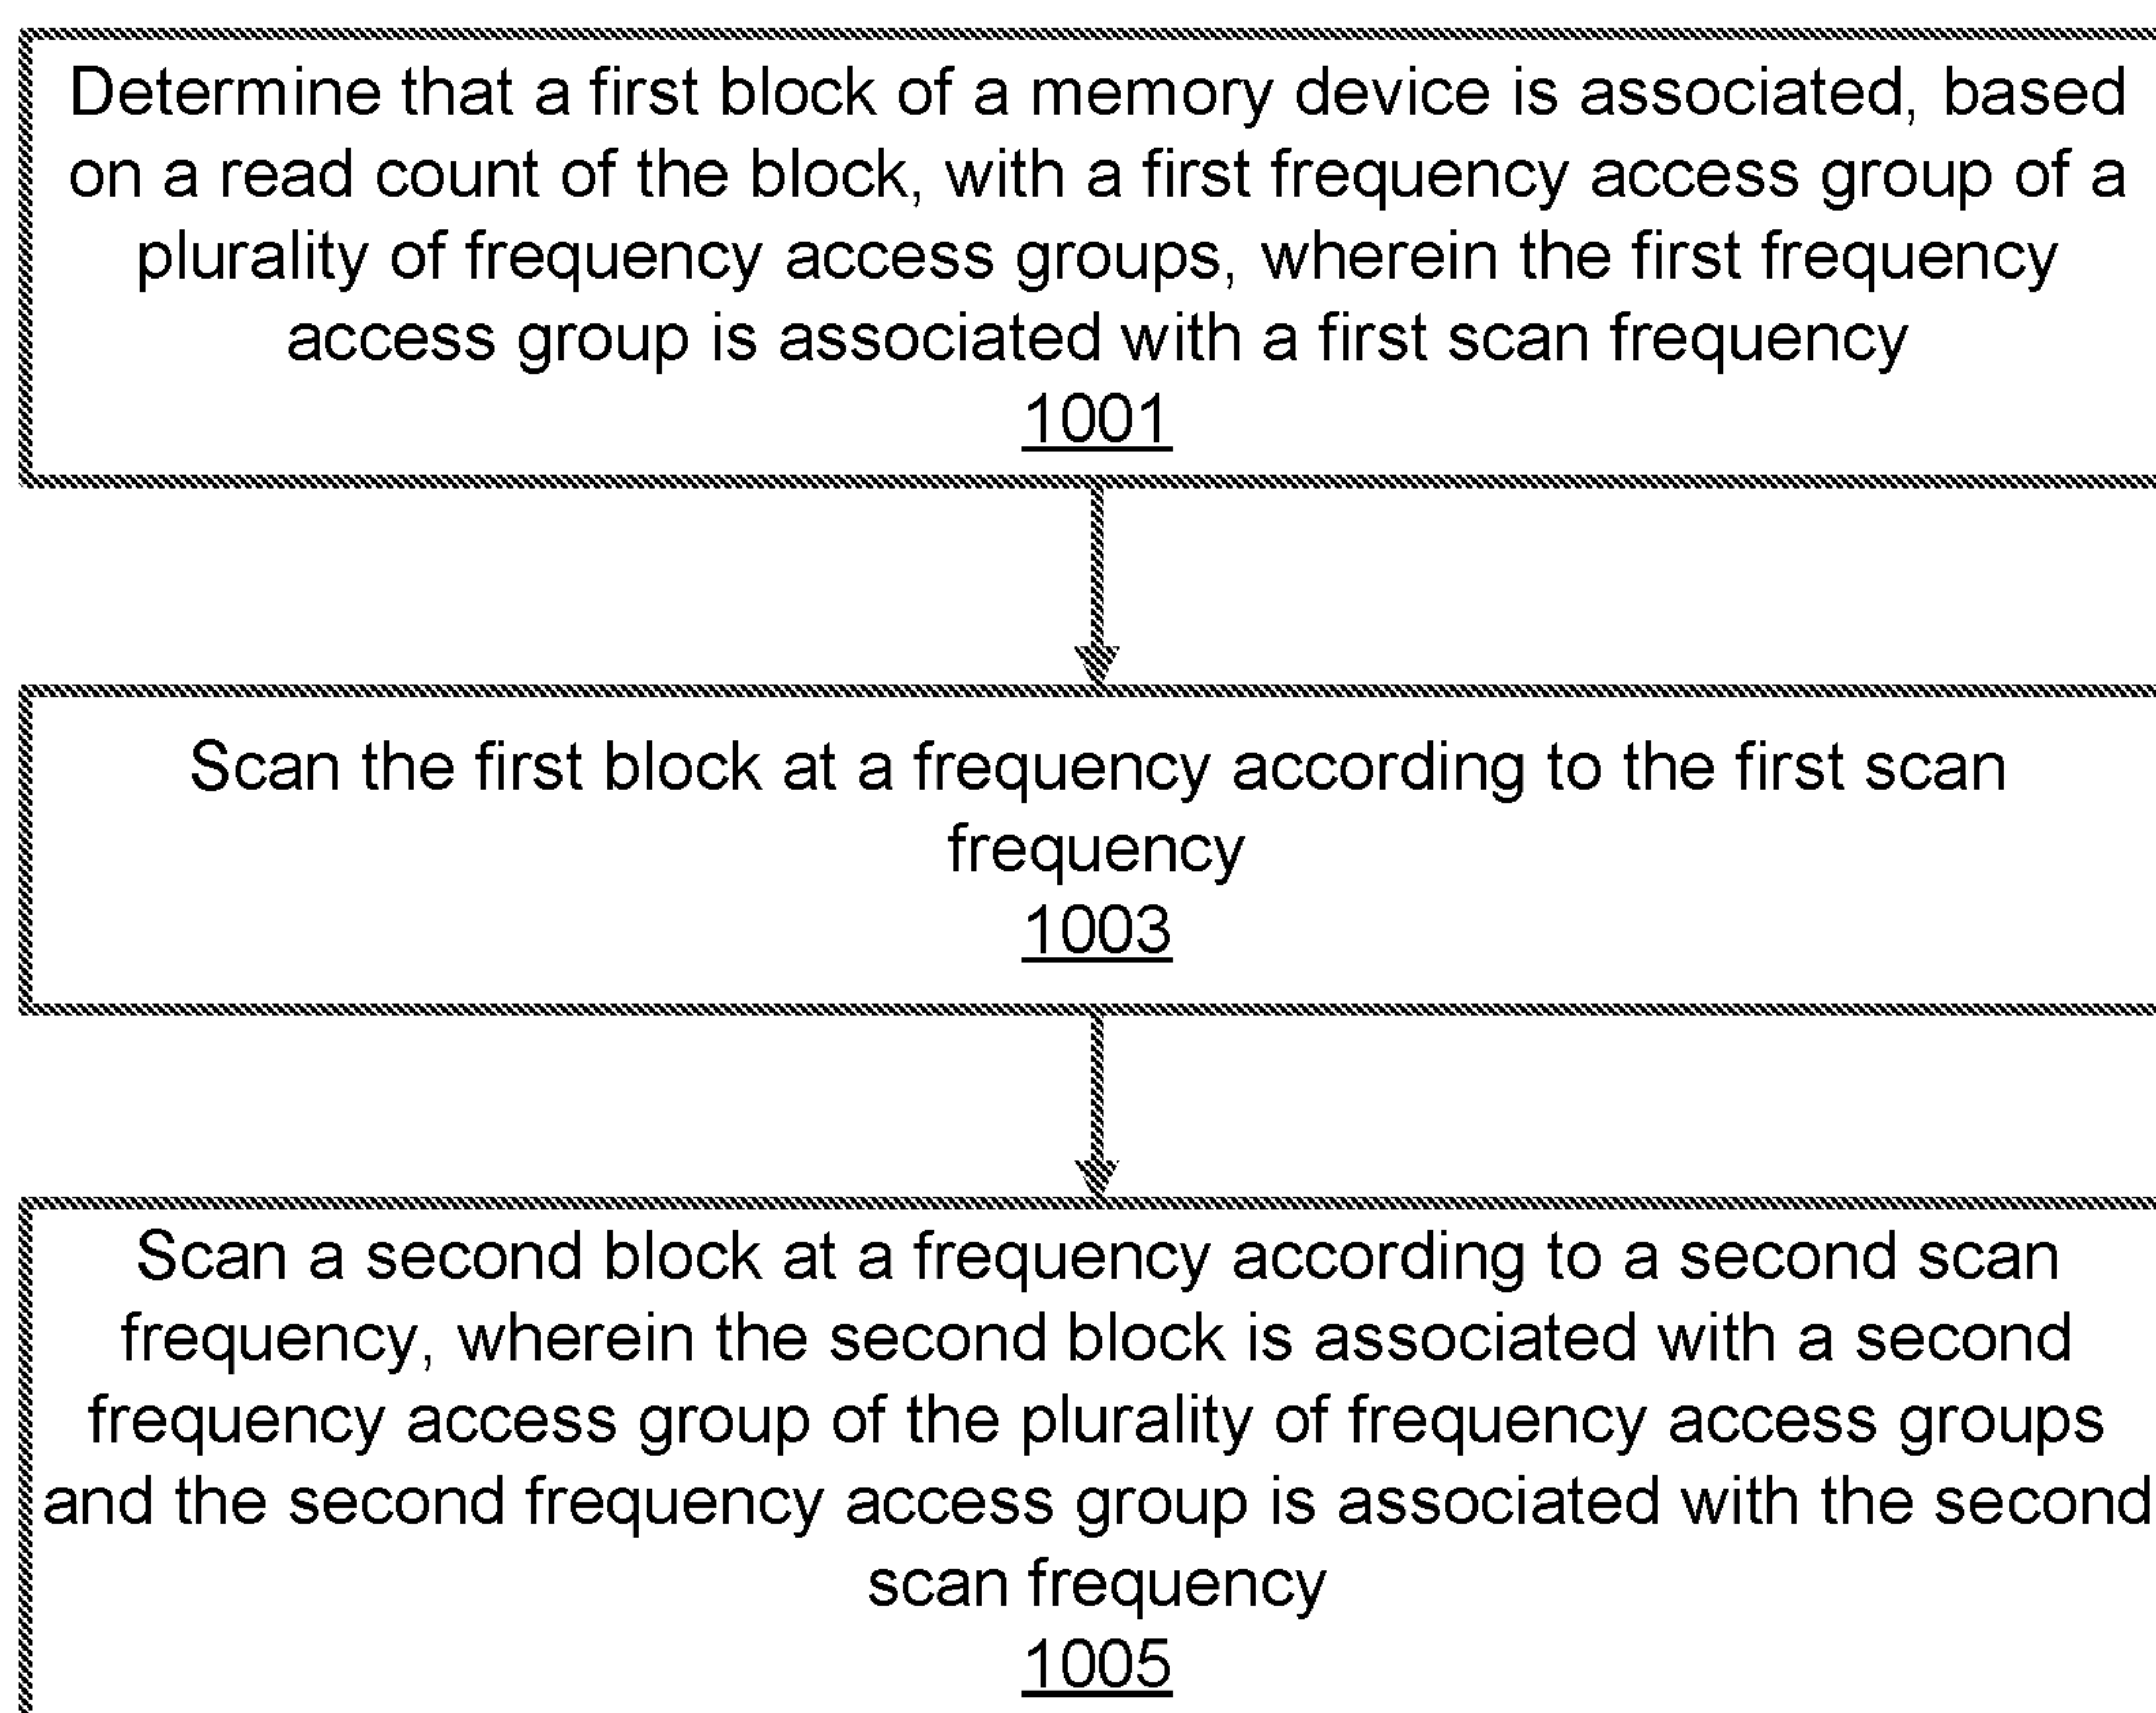 Determine that a first block of a memory device is associated, based
on a read count of the block, with a first frequency access group of a
plurality of frequency access groups, wherein the first frequency
access group is associated with a first scan frequency
1001
Scan the first block at a frequency according to the first scan
frequency
1003
Scan a second block at a frequency according to a second scan
frequency, wherein the second block is associated with a second
frequency access group of the plurality of frequency access groups
and the second frequency access group is associated with the second
scan frequency
1005